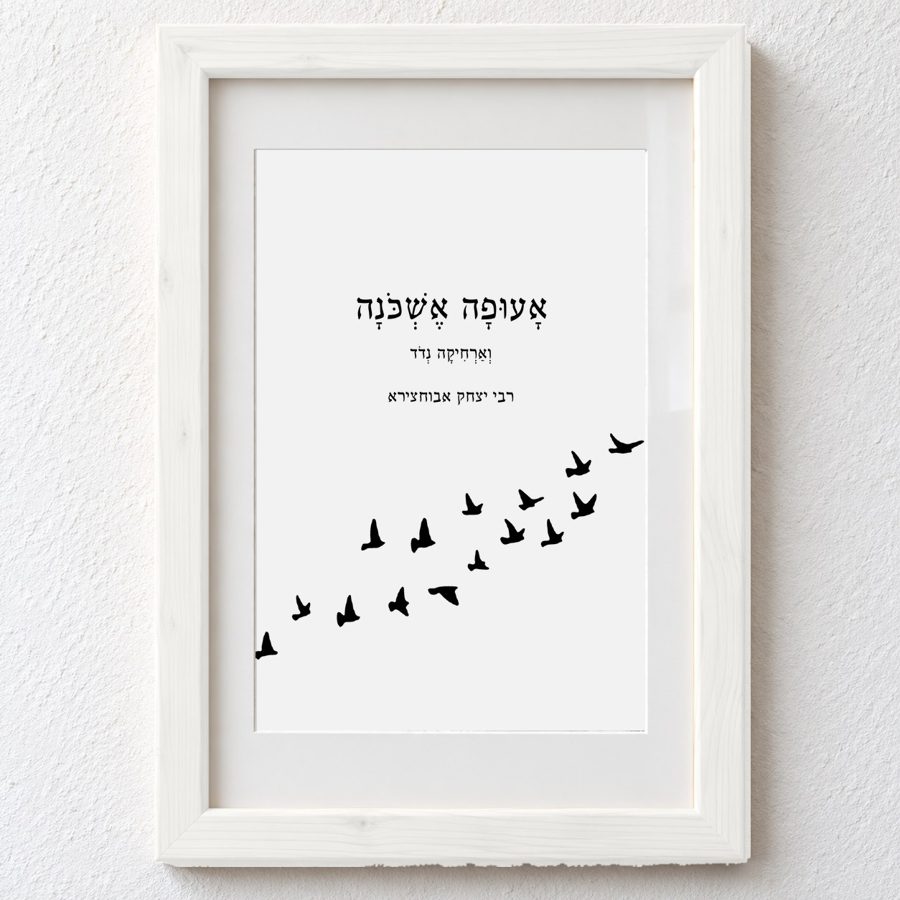 אָעוּפָה אֶשְׁכֹּנָה
וְאַרְחִיקָה נְדֹד
רבי יצחק אבוחצירא